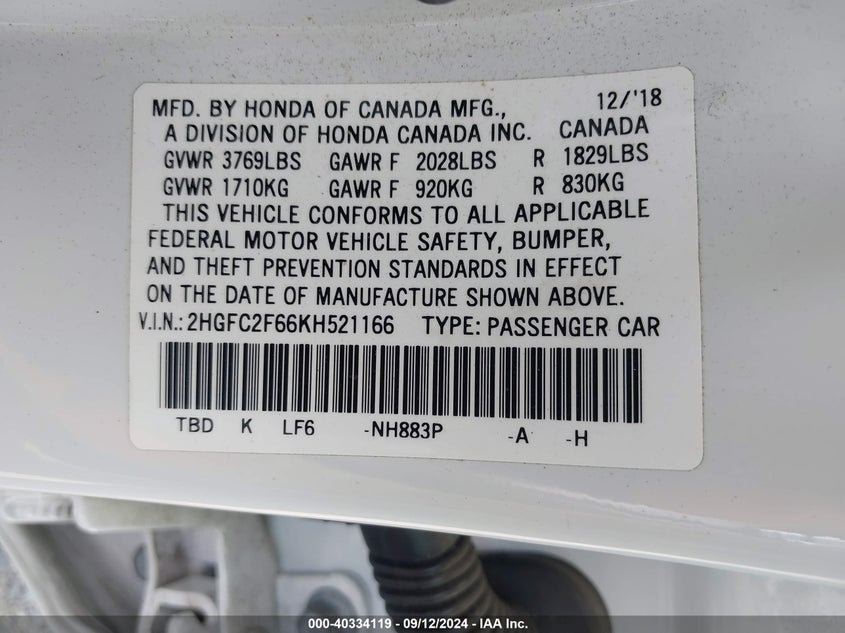 MFD. BY HONDA OF CANADA MFG., 12/'18
A DIVISION OF HONDA CANADA INC. CANADA
GVWR 3769LBS GAWR F 2028LBS R 1829LBS
GVWR 1710KG GAWR F 920KG R 830KG
THIS VEHICLE CONFORMS TO ALL APPLICABLE
FEDERAL MOTOR VEHICLE SAFETY, BUMPER,
AND THEFT PREVENTION STANDARDS IN EFFECT
ON THE DATE OF MANUFACTURE SHOWN ABOVE.
V.I.N.: 2HGFC2F66KH521166 TYPE: PASSENGER CAR
TBD K LF6 -NH883P -A -H
000-40334119 - 09/12/2024 - IAA Inc.